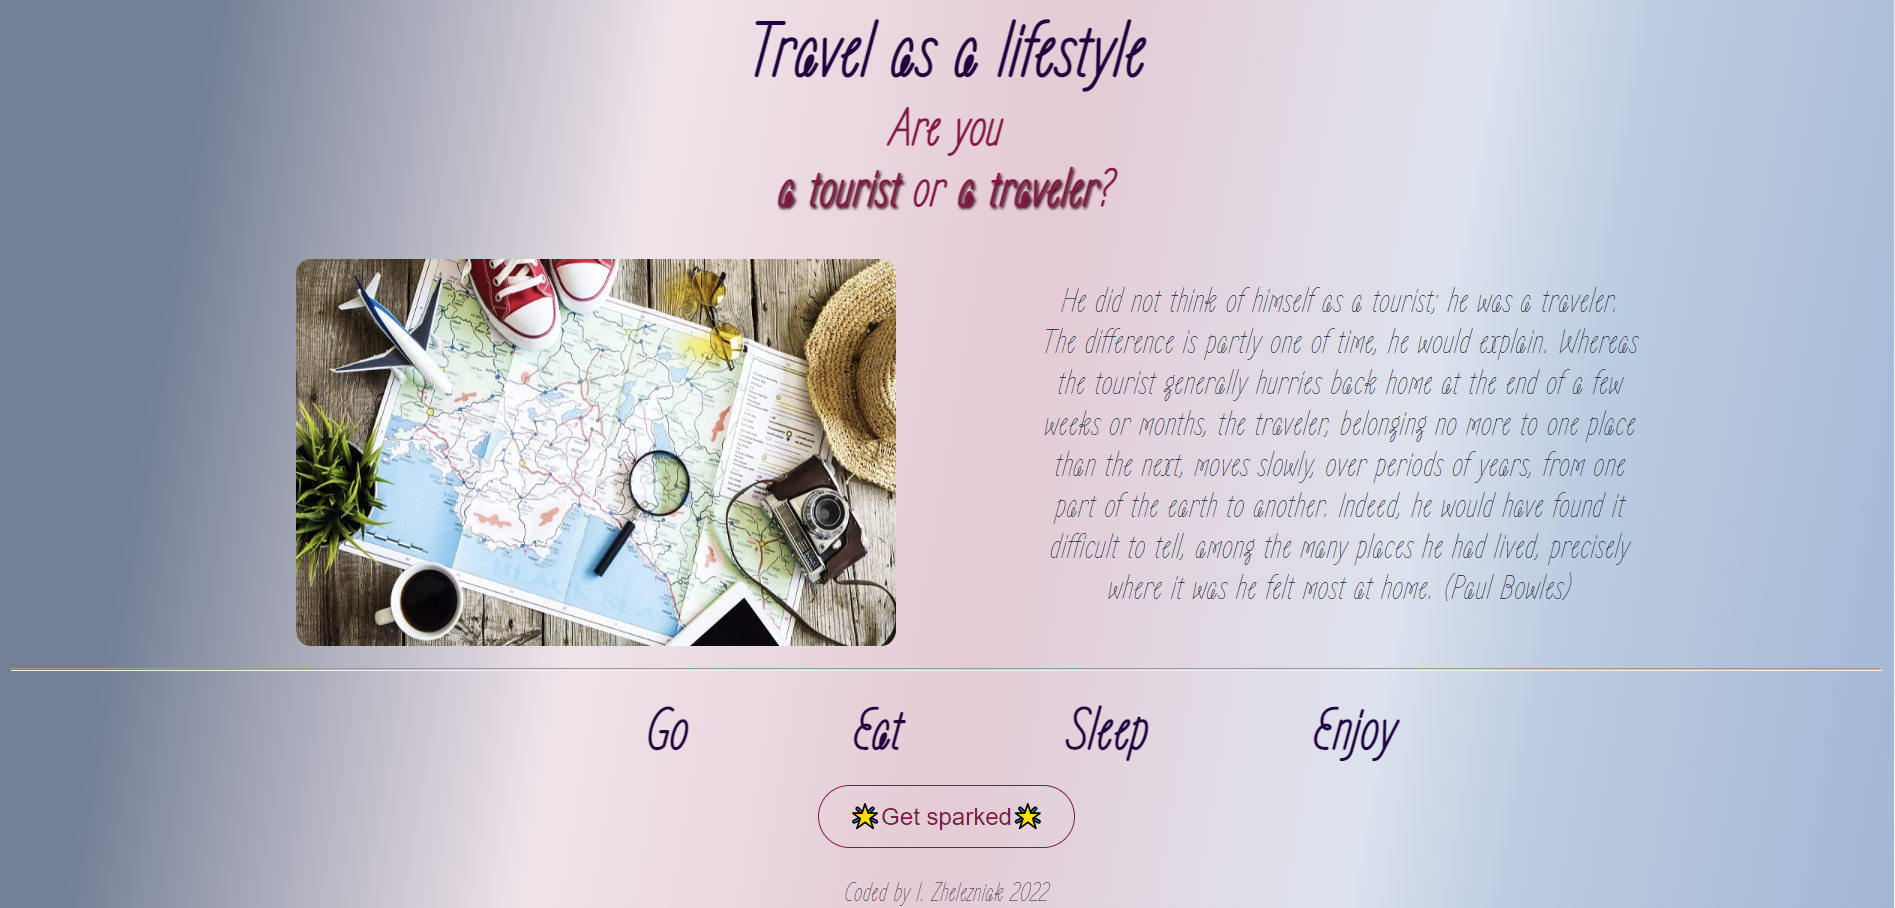 Travel as a lifestyle
Are you
a tourist or a traveler?
He did not think of himself as a tourist; he was a traveler.
The difference is partly one of time, he would explain. Whereas
the tourist generally hurries back home at the end of a few
weeks or months, the traveler, belonging no more to one place
than the next, moves slowly, over periods of years, from one
part of the earth to another. Indeed, he would have found it
difficult to tell, among the many places he had lived, precisely
where it was he felt most at home. (Paul Bowles)
BLACK SEA
Go Eat Sleep Enjoy
🌟Get sparked🌟
Coded by I. Zhelezniak 2022